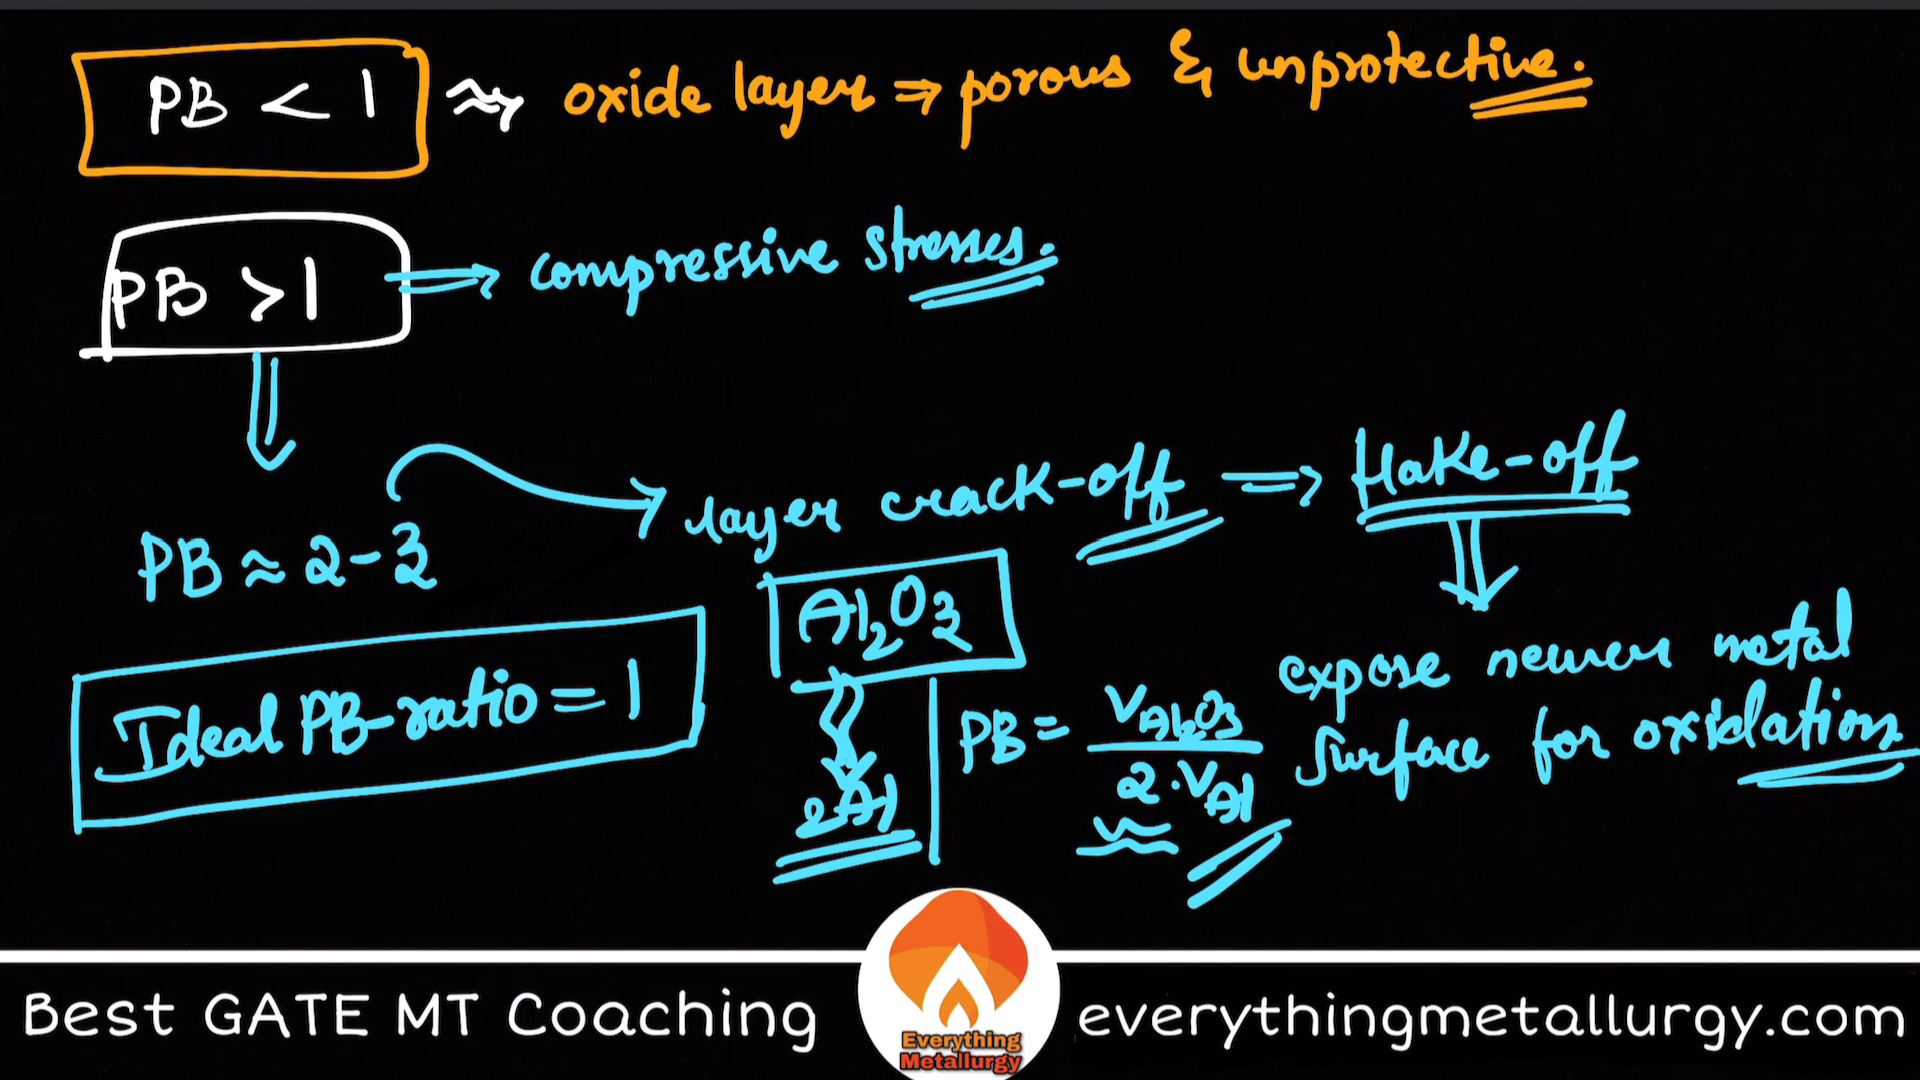 PB < 1 ⇝ oxide layer ⇒ porous & unprotective.
PB > 1 ⇒ compressive stresses.
PB ≈ 2-3 → layer crack-off ⇒ flake-off
expose newer metal
surface for oxidation
Ideal PB-ratio = 1
Al₂O₃
2Al
PB = V_Al₂O₃ / 2·V_Al
Best GATE MT Coaching
Everything
Metallurgy
everythingmetallurgy.com